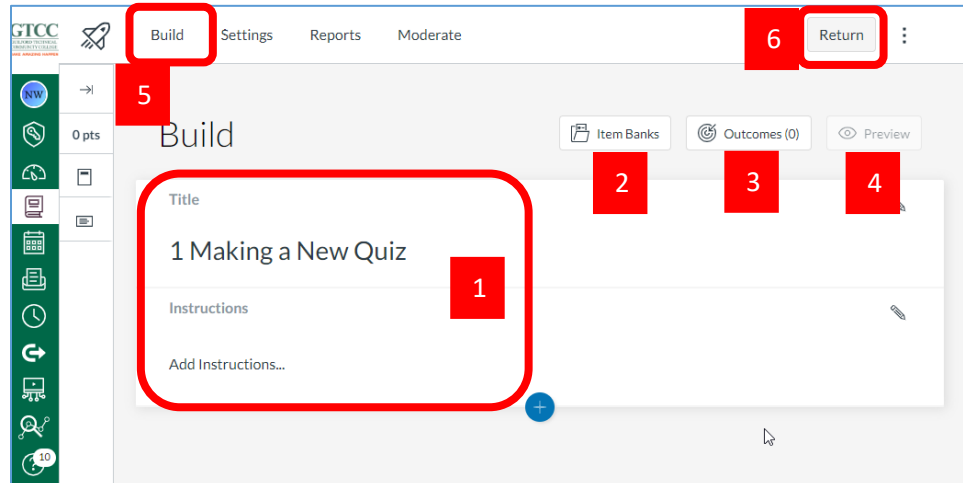 GTCC
Build Settings Reports Moderate
6
Return
5
NW
0 pts
Build
Item Banks
Outcomes (0)
Preview
2
3
4
Title
1 Making a New Quiz
1
Instructions
Add Instructions...
10